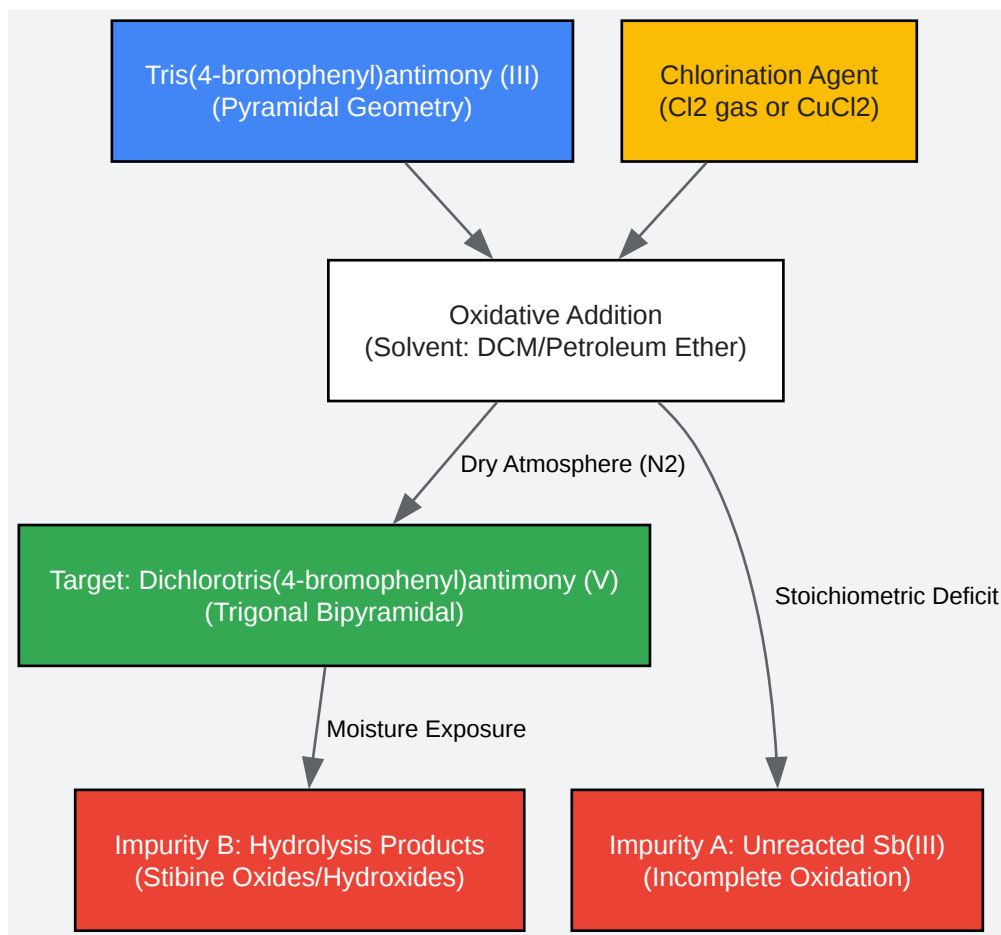 Tris(4-bromophenyl)antimony (III)
(Pyramidal Geometry)
Chlorination Agent
(Cl2 gas or CuCl2)
Oxidative Addition
(Solvent: DCM/Petroleum Ether)
Dry Atmosphere (N2)
Target: Dichlorotris(4-bromophenyl)antimony (V)
(Trigonal Bipyramidal)
Stoichiometric Deficit
Moisture Exposure
Impurity B: Hydrolysis Products
(Stibine Oxides/Hydroxides)
Impurity A: Unreacted Sb(III)
(Incomplete Oxidation)